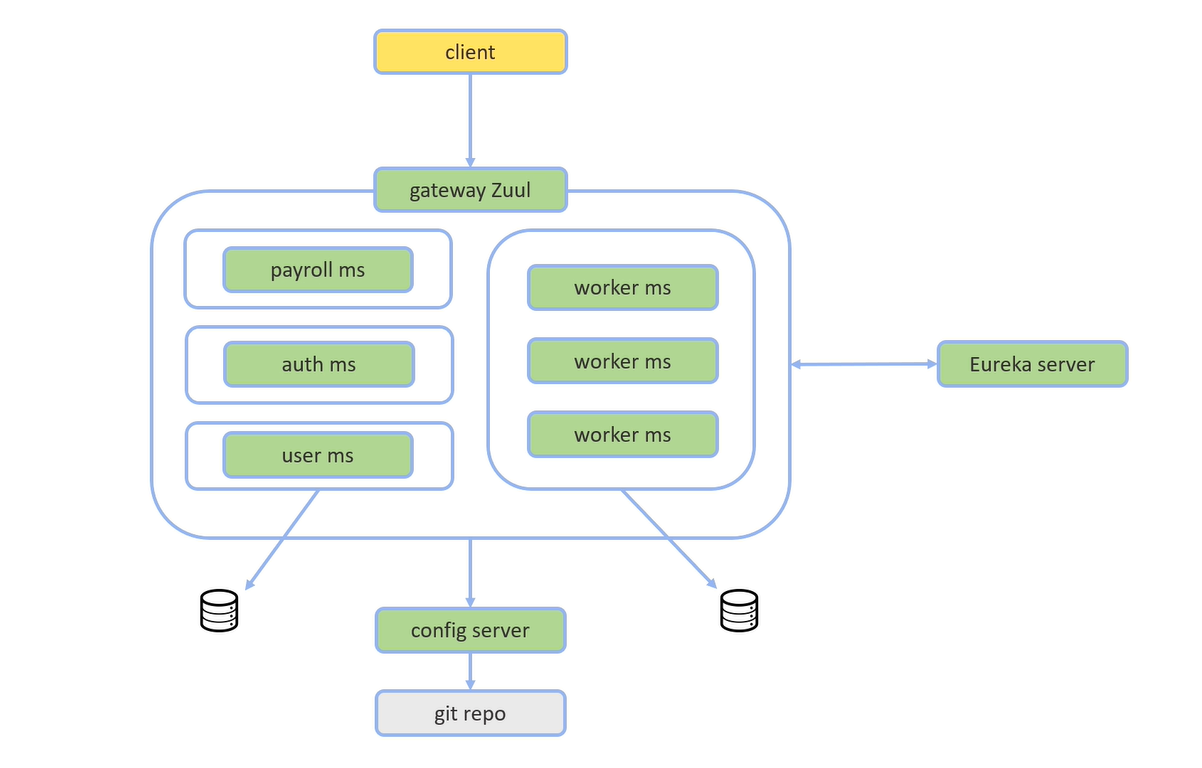 client
gateway Zuul
payroll ms
auth ms
user ms
worker ms
worker ms
worker ms
Eureka server
config server
git repo